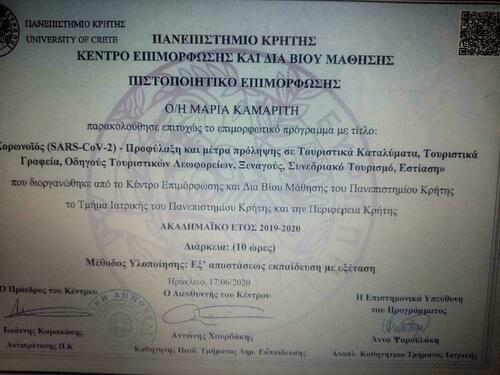 ΠΑΝΕΠΙΣΤΗΜΙΟ ΚΡΗΤΗΣ
UNIVERSITY OF CRETE
ΠΑΝΕΠΙΣΤΗΜΙΟ ΚΡΗΤΗΣ
ΚΕΝΤΡΟ ΕΠΙΜΟΡΦΩΣΗΣ ΚΑΙ ΔΙΑ ΒΙΟΥ ΜΑΘΗΣΗΣ
ΠΙΣΤΟΠΟΙΗΤΙΚΟ ΕΠΙΜΟΡΦΩΣΗΣ
Ο/Η ΜΑΡΙΑ ΚΑΜΑΡΙΤΗ
παρακολούθησε επιτυχώς το επιμορφωτικό πρόγραμμα με τίτλο:
Κορωνοϊός (SARS-CoV-2) - Προφύλαξη και μέτρα πρόληψης σε Τουριστικά Καταλύματα, Τουριστικά
Γραφεία, Οδηγούς Τουριστικών Λεωφορείων, Ξεναγούς, Συνεδριακό Τουρισμό, Εστίαση»
που διοργανώθηκε από το Κέντρο Επιμόρφωσης και Δια Βίου Μάθησης του Πανεπιστημίου Κρήτης
το Τμήμα Ιατρικής του Πανεπιστημίου Κρήτης και την Περιφέρεια Κρήτης
ΑΚΑΔΗΜΑΪΚΟ ΕΤΟΣ 2019-2020
Διάρκεια: (10 ώρες)
Μέθοδος Υλοποίησης: Εξ' αποστάσεως εκπαίδευση με εξέταση
Ηράκλειο, 17/06/2020
Ο Πρόεδρος του Κέντρου
Ο Διευθυντής του Κέντρου
Η Επιστημονικά Υπεύθυνη
του Προγράμματος
Ιωάννης Καρακάσης
Αντιπρύτανης Π.Κ
Αντώνης Χουρδάκης
Καθηγητής Παιδ. Τμήματος Δημ. Εκπαίδευσης
Άννα Ψαρουλάκη
Αναπλ. Καθηγήτρια Τμήματος Ιατρικής